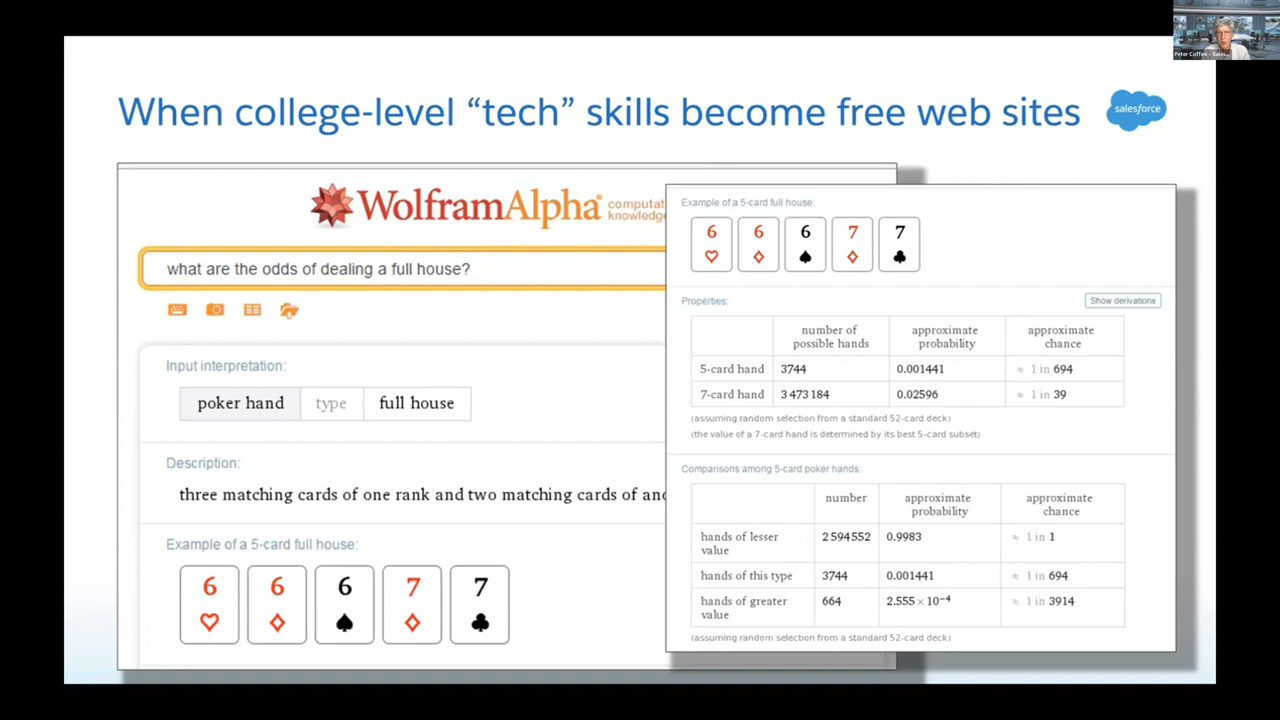 Peter Coffee - Sales...
When college-level “tech” skills become free web sites
salesforce
WolframAlpha
computat
knowledge
what are the odds of dealing a full house?
Input interpretation:
poker hand type full house
Description:
three matching cards of one rank and two matching cards of ano
Example of a 5-card full house:
6 6 6 7 7
Example of a 5-card full house:
6 6 6 7 7
Properties:
Show derivations
number of possible hands approximate probability approximate chance
5-card hand 3744 0.001441 ≈ 1 in 694
7-card hand 3 473 184 0.02596 ≈ 1 in 39
(assuming random selection from a standard 52-card deck)
(the value of a 7-card hand is determined by its best 5-card subset)
Comparisons among 5-card poker hands:
number approximate probability approximate chance
hands of lesser value 2 594 552 0.9983 ≈ 1 in 1
hands of this type 3744 0.001441 ≈ 1 in 694
hands of greater value 664 2.555 × 10⁻⁴ ≈ 1 in 3914
(assuming random selection from a standard 52-card deck)